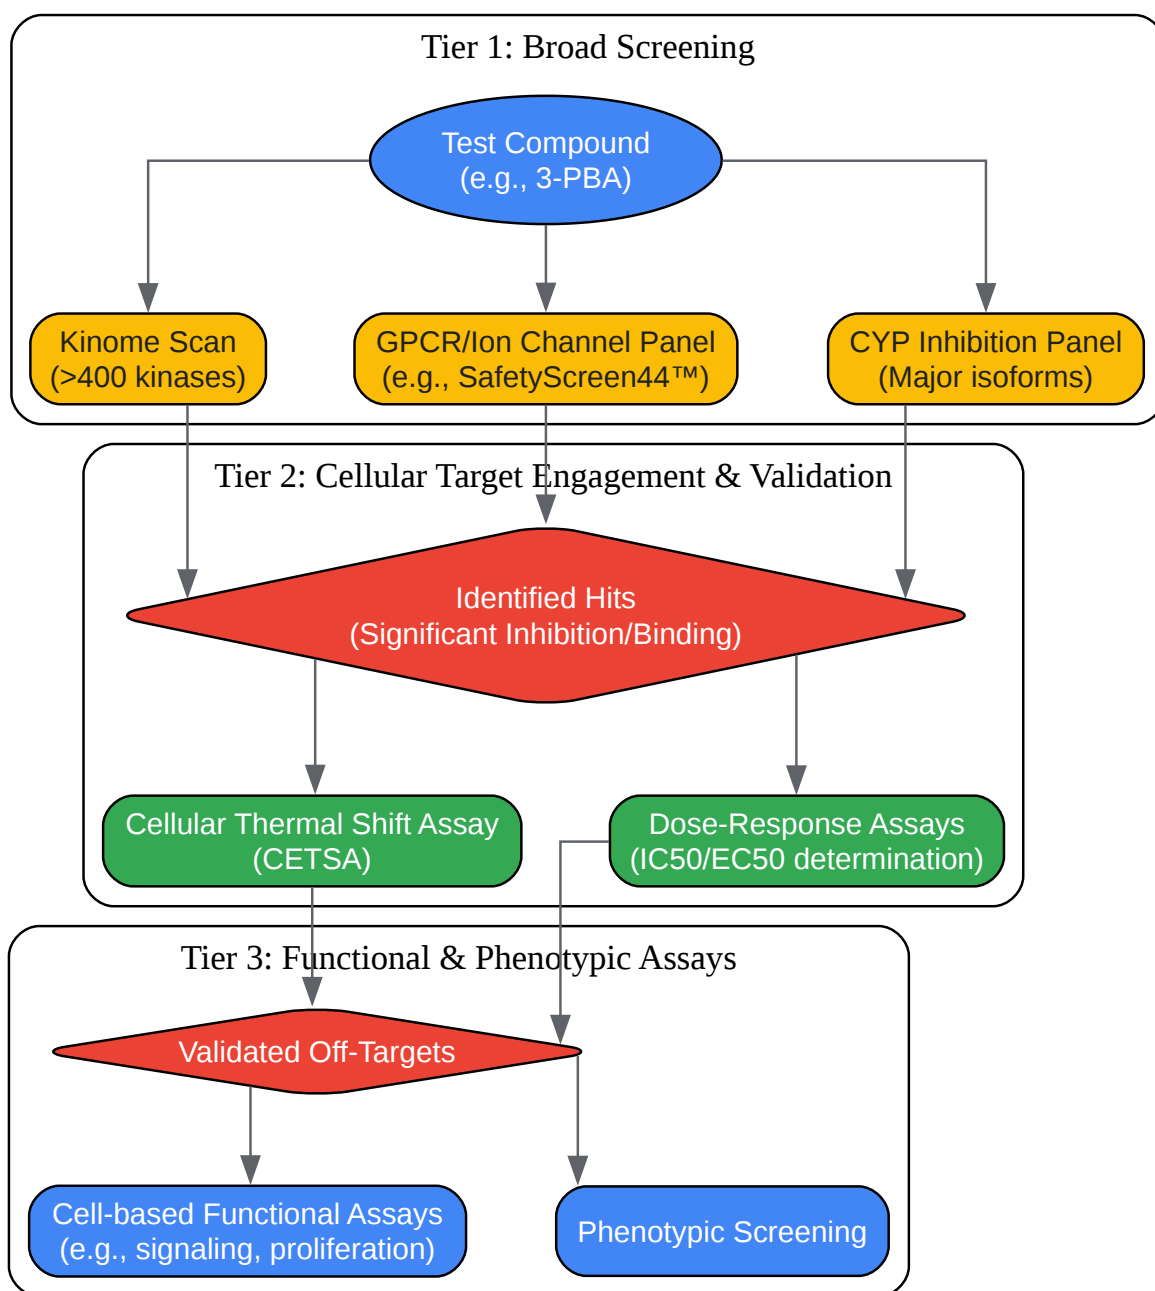 Tier 1: Broad Screening
Test Compound
(e.g., 3-PBA)
Kinome Scan
(>400 kinases)
GPCR/Ion Channel Panel
(e.g., SafetyScreen44™)
CYP Inhibition Panel
(Major isoforms)
Tier 2: Cellular Target Engagement & Validation
Identified Hits
(Significant Inhibition/Binding)
Cellular Thermal Shift Assay
(CETSA)
Dose-Response Assays
(IC50/EC50 determination)
Tier 3: Functional & Phenotypic Assays
Validated Off-Targets
Cell-based Functional Assays
(e.g., signaling, proliferation)
Phenotypic Screening